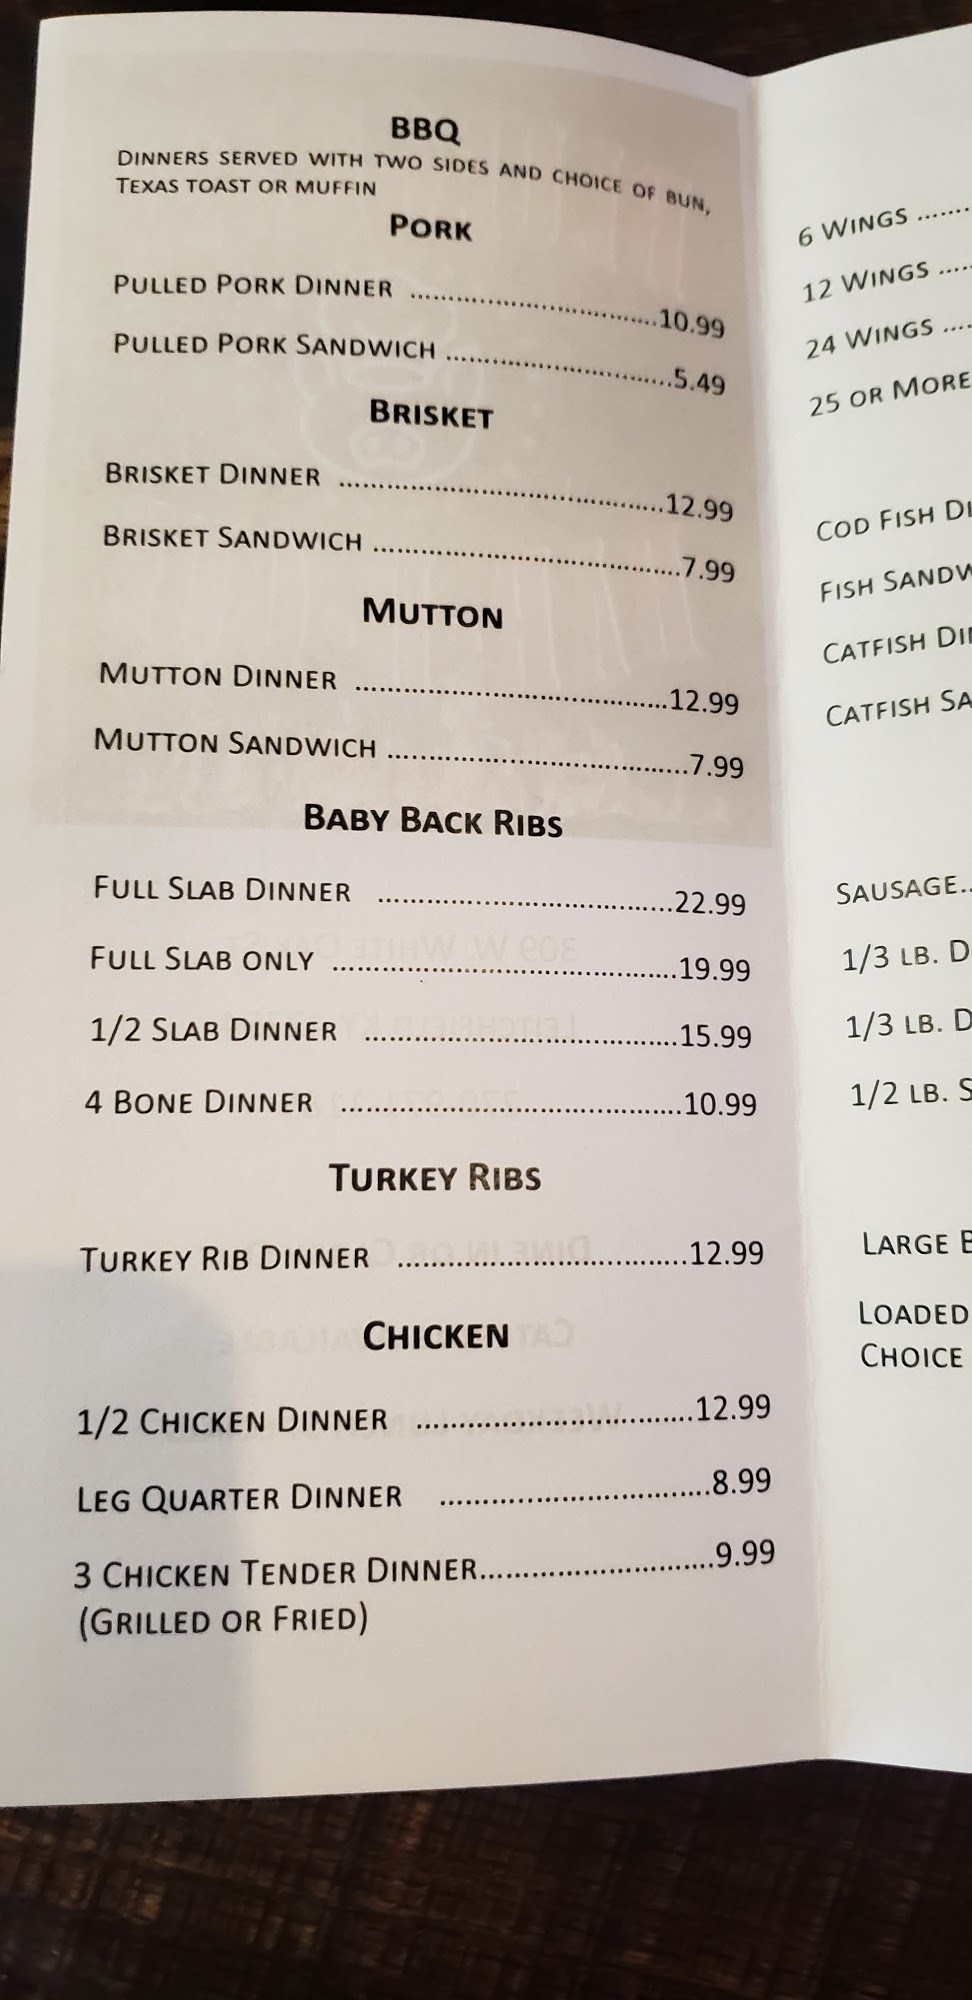 BBQ
DINNERS SERVED WITH TWO SIDES AND CHOICE OF BUN,
TEXAS TOAST OR MUFFIN
PORK
PULLED PORK DINNER ..............................10.99
PULLED PORK SANDWICH ............................5.49
BRISKET
BRISKET DINNER ........................................12.99
BRISKET SANDWICH ......................................7.99
MUTTON
MUTTON DINNER .......................................12.99
MUTTON SANDWICH .....................................7.99
BABY BACK RIBS
FULL SLAB DINNER ....................................22.99
FULL SLAB ONLY ..........................................19.99
1/2 SLAB DINNER ......................................15.99
4 BONE DINNER ..........................................10.99
TURKEY RIBS
TURKEY RIB DINNER ..................................12.99
CHICKEN
1/2 CHICKEN DINNER .................................12.99
LEG QUARTER DINNER ................................8.99
3 CHICKEN TENDER DINNER...........................9.99
(GRILLED OR FRIED)
6 WINGS .......
12 WINGS ....
24 WINGS ....
25 OR MORE
COD FISH
FISH
CATFISH
CATFISH
SAUSAGE..
1/3 LB.
1/3 LB.
1/2 LB.
LARGE
LOADED
CHOICE